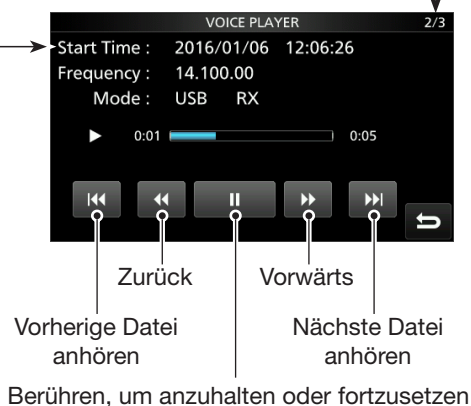 VOICE PLAYER 2/3
Start Time : 2016/01/06 12:06:26
Frequency : 14.100.00
Mode : USB RX
0:01 0:05
Zurück Vorwärts
Vorherige Datei
anhören
Nächste Datei
anhören
Berühren, um anzuhalten oder fortzusetzen